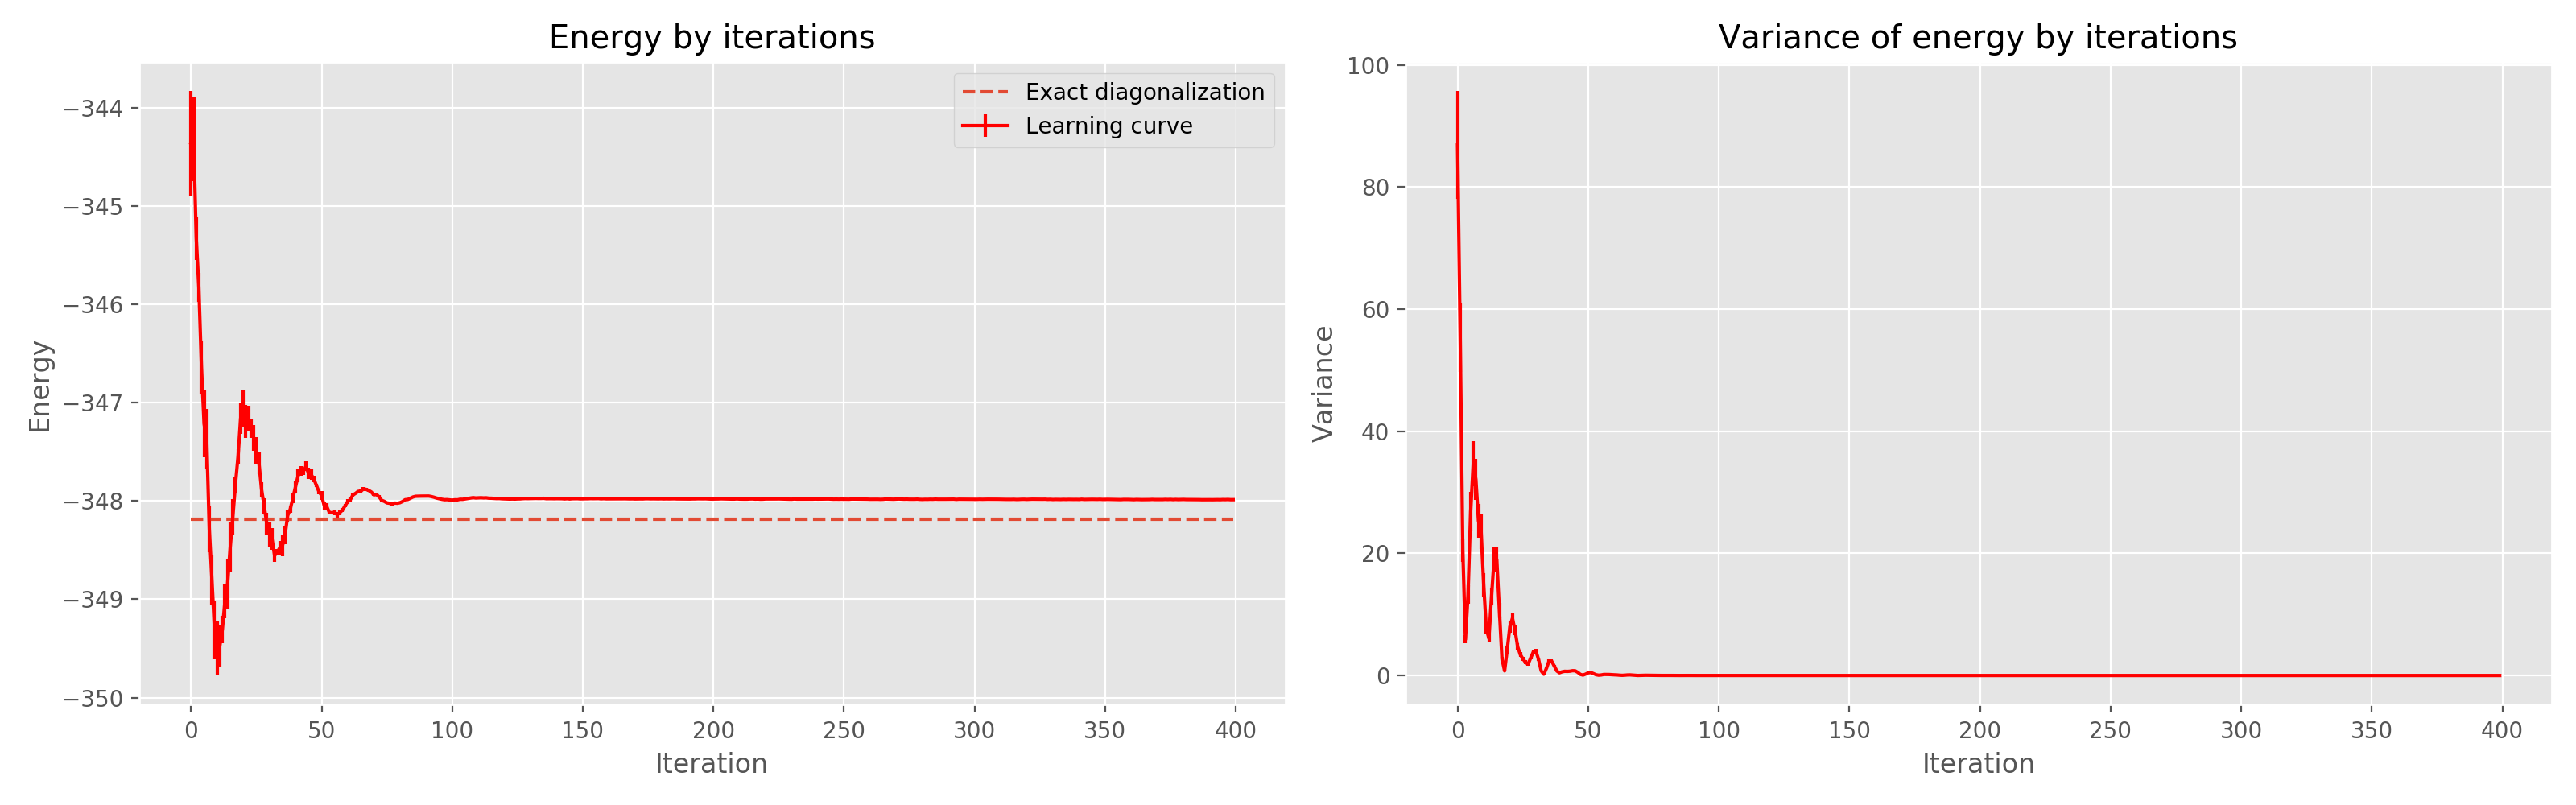 Energy by iterations
Exact diagonalization
Learning curve
−344
−345
−346
−347
−348
−349
−350
Energy
0 50 100 150 200 250 300 350 400
Iteration
Variance of energy by iterations
100
80
60
40
20
0
Variance
0 50 100 150 200 250 300 350 400
Iteration